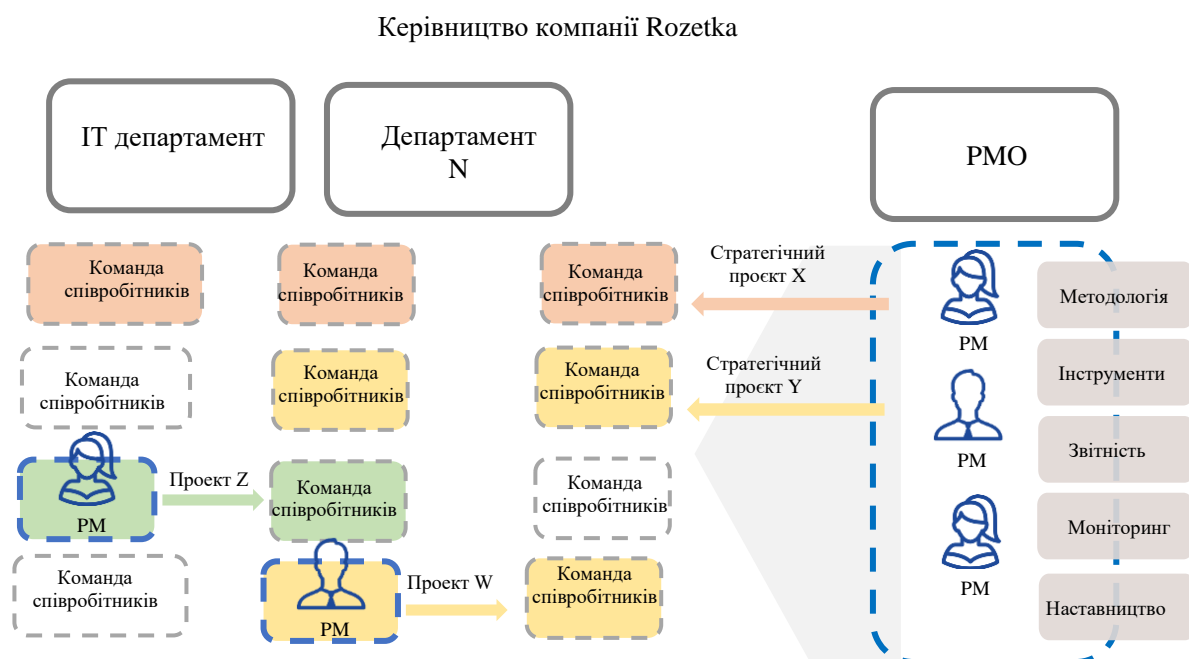 Керівництво компанії Rozetka
ІТ департамент
Департамент
N
PMO
Команда
співробітників
Команда
співробітників
Команда
співробітників
Стратегічний
проєкт X
PM
Методологія
Команда
співробітників
Команда
співробітників
Команда
співробітників
Стратегічний
проєкт Y
PM
Інструменти
PM
Проект Z
Команда
співробітників
Команда
співробітників
Звітність
Моніторинг
Команда
співробітників
PM
Проект W
Команда
співробітників
PM
Наставництво